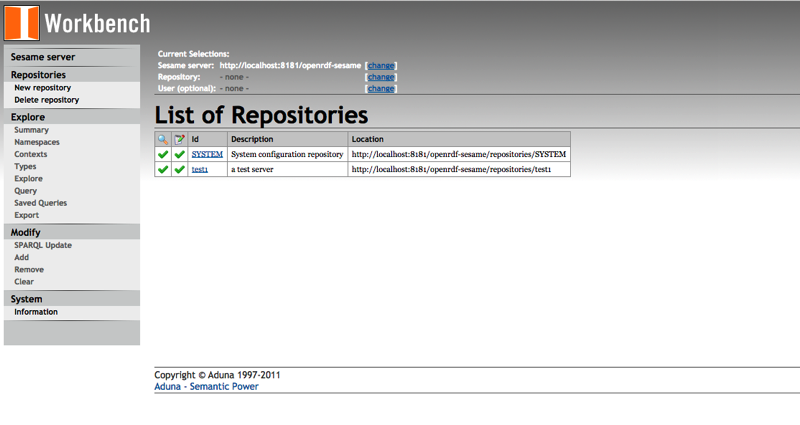 Workbench
Sesame server
Repositories
New repository
Delete repository
Explore
Summary
Namespaces
Contexts
Types
Explore
Query
Saved Queries
Export
Modify
SPARQL Update
Add
Remove
Clear
System
Information
Current Selections:
Sesame server: http://localhost:8181/openrdf-sesame [change]
Repository: - none - [change]
User (optional): - none - [change]
List of Repositories
Id Description Location
SYSTEM System configuration repository http://localhost:8181/openrdf-sesame/repositories/SYSTEM
test1 a test server http://localhost:8181/openrdf-sesame/repositories/test1
Copyright © Aduna 1997-2011
Aduna - Semantic Power